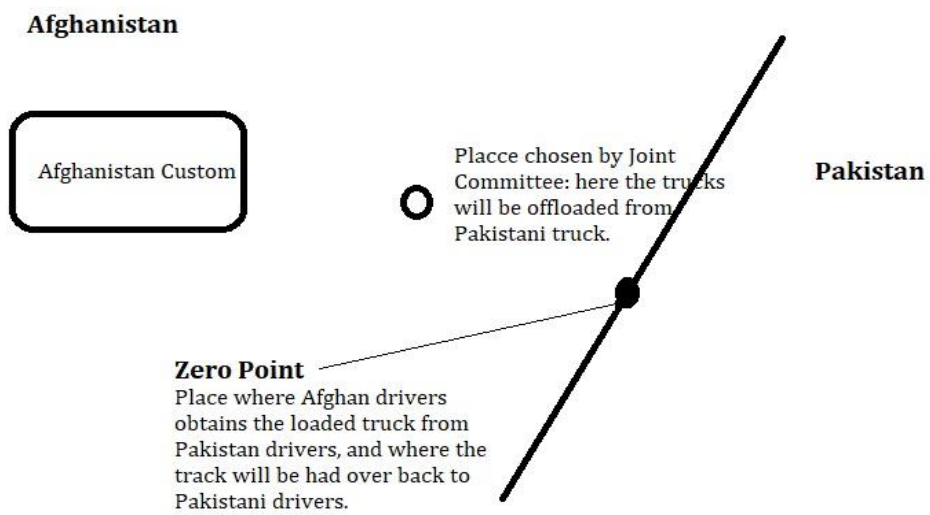 Afghanistan
Afghanistan Custom
Placce chosen by Joint
Committee: here the trucks
will be offloaded from
Pakistani truck.
Pakistan
Zero Point
Place where Afghan drivers
obtains the loaded truck from
Pakistan drivers, and where the
track will be had over back to
Pakistani drivers.